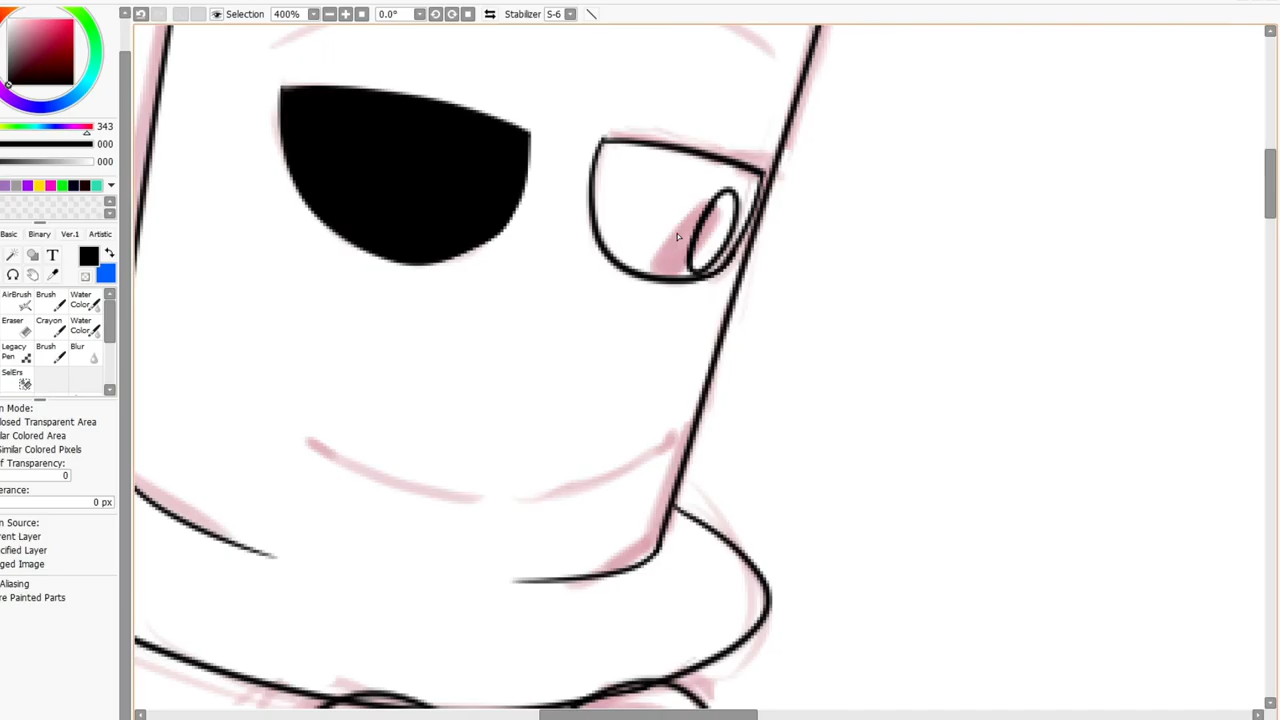 Selection 400% 0.0° Stabilizer S-6
343
000
000
Basic Binary Ver.1 Artistic
T
AirBrush Brush Water Color
Eraser Crayon Water Color
Legacy Pen Brush Blur
SelErs
n Mode:
losed Transparent Area
lar Colored Area
Similar Colored Pixels
f Transparency:
0
erance:
0 px
n Source:
rent Layer
cified Layer
ged Image
Aliasing
re Painted Parts